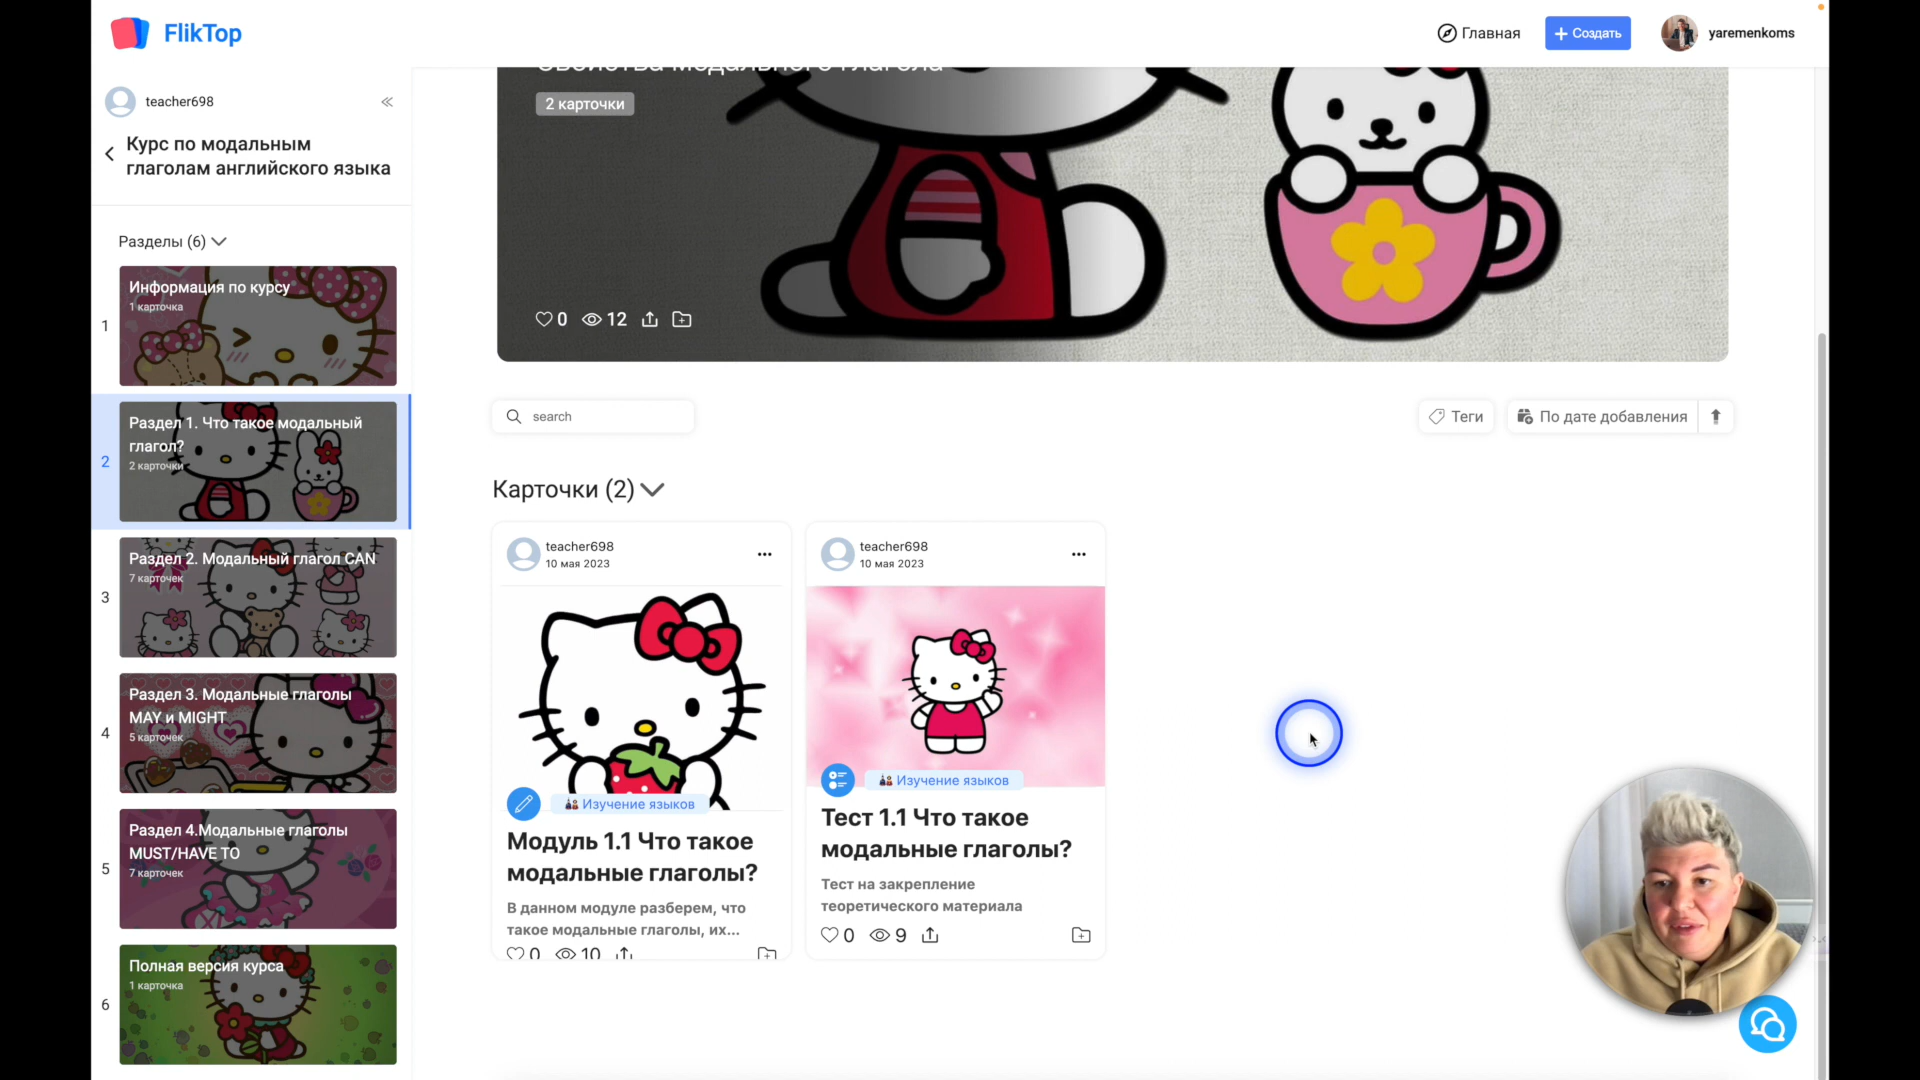 FlikTop
Главная
Создать
yaremenkoms
teacher698
Курс по модальным
глаголам английского языка
Разделы (6)
1
Информация по курсу
1 карточка
2
Раздел 1. Что такое модальный
глагол?
2 карточки
3
Раздел 2. Модальный глагол CAN
7 карточек
4
Раздел 3. Модальные глаголы
MAY и MIGHT
5 карточек
5
Раздел 4.Модальные глаголы
MUST/HAVE TO
7 карточек
6
Полная версия курса
1 карточка
Свойства модального глагола
2 карточки
0 12
search
Теги
По дате добавления
Карточки (2)
teacher698
10 мая 2023
Изучение языков
Модуль 1.1 Что такое
модальные глаголы?
В данном модуле разберем, что
такое модальные глаголы, их...
0 10
teacher698
10 мая 2023
Изучение языков
Тест 1.1 Что такое
модальные глаголы?
Тест на закрепление
теоретического материала
0 9